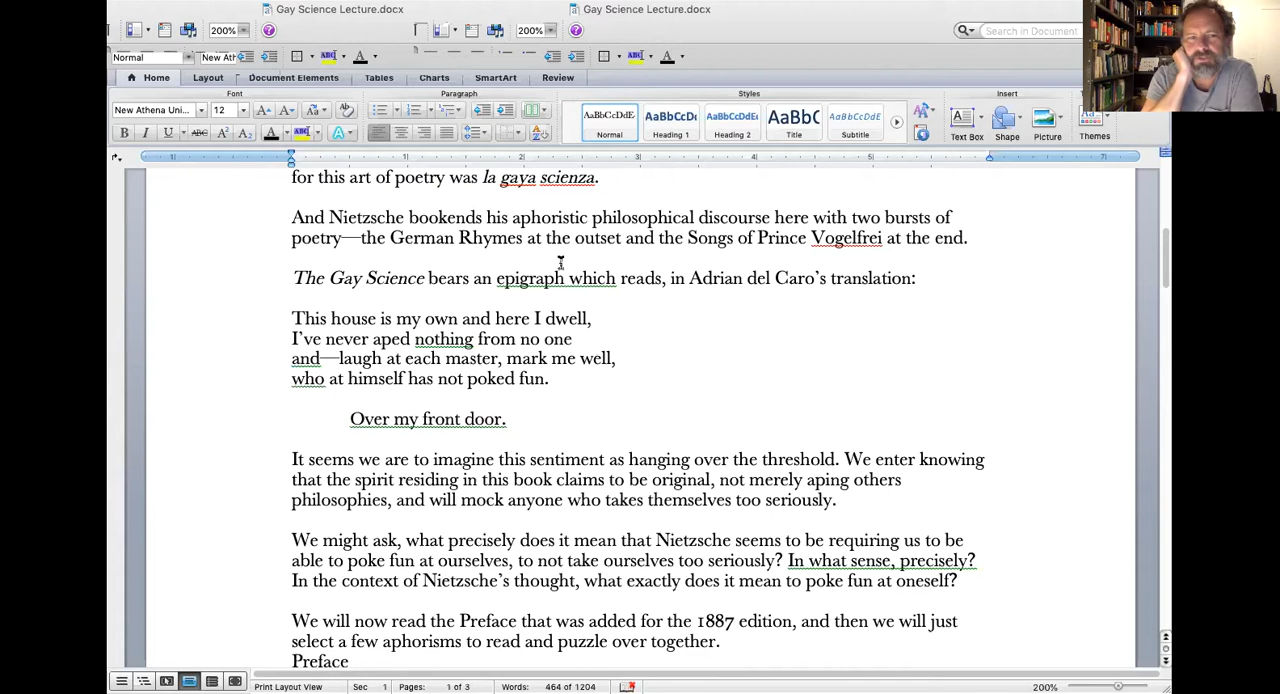 Gay Science Lecture.docx Gay Science Lecture.docx
200% 200% Search in Document
Normal New Ath
Home Layout Document Elements Tables Charts SmartArt Review
Font Paragraph Styles Insert
New Athena Uni... 12 AaBbCcDdE AaBbCcDc AaBbCcDdE AaBbC AaBbCcDdE
B I U ABC A² A₂ Normal Heading 1 Heading 2 Title Subtitle Text Box Shape Picture Themes
for this art of poetry was la gaya scienza.
And Nietzsche bookends his aphoristic philosophical discourse here with two bursts of
poetry—the German Rhymes at the outset and the Songs of Prince Vogelfrei at the end.
The Gay Science bears an epigraph which reads, in Adrian del Caro's translation:
This house is my own and here I dwell,
I've never aped nothing from no one
and—laugh at each master, mark me well,
who at himself has not poked fun.
Over my front door.
It seems we are to imagine this sentiment as hanging over the threshold. We enter knowing
that the spirit residing in this book claims to be original, not merely aping others
philosophies, and will mock anyone who takes themselves too seriously.
We might ask, what precisely does it mean that Nietzsche seems to be requiring us to be
able to poke fun at ourselves, to not take ourselves too seriously? In what sense, precisely?
In the context of Nietzsche's thought, what exactly does it mean to poke fun at oneself?
We will now read the Preface that was added for the 1887 edition, and then we will just
select a few aphorisms to read and puzzle over together.
Preface
Print Layout View Sec 1 Pages: 1 of 3 Words: 464 of 1204 200%